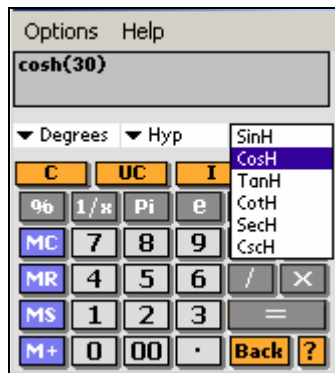 Options Help
cosh(30)
Degrees Hyp SinH
CosH
C UC I TanH
% 1/x Pi e CotH
SecH
MC 7 8 9 CscH
MR 4 5 6 / ×
MS 1 2 3 =
M+ 0 00 . Back ?